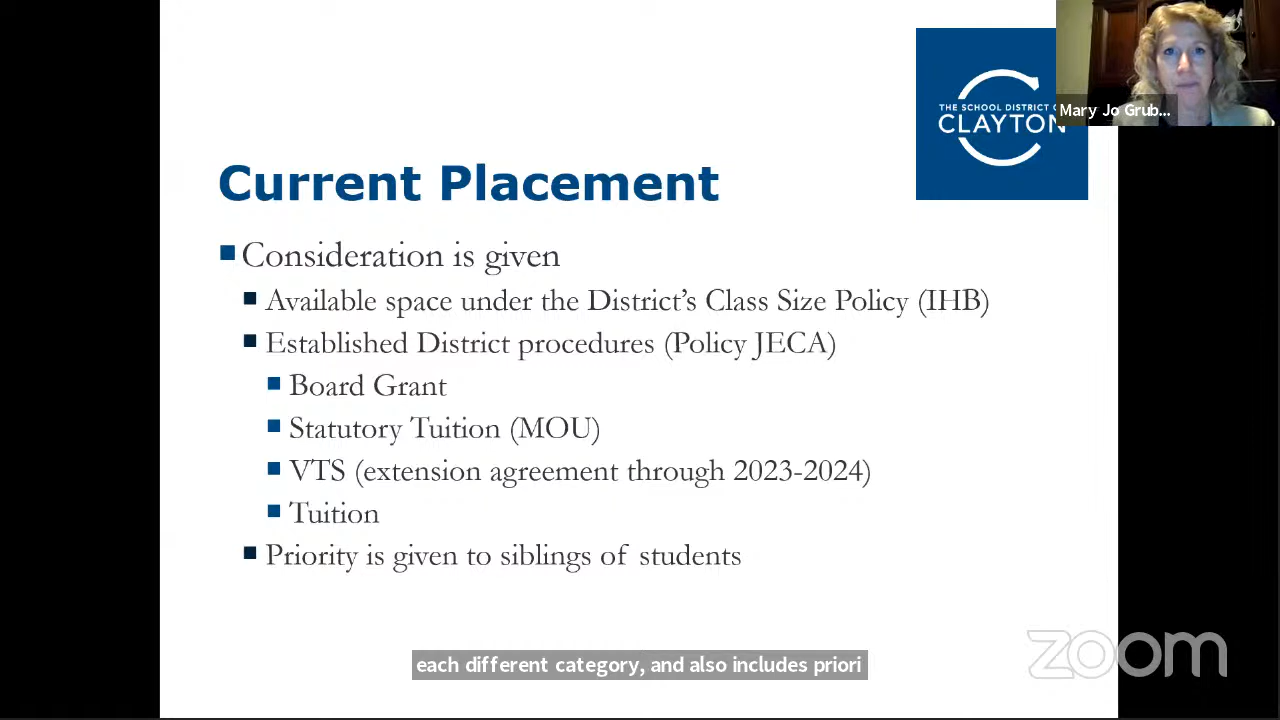 THE SCHOOL DISTRICT O
CLAYTON
Mary Jo Grub...
Current Placement
Consideration is given
Available space under the District's Class Size Policy (IHB)
Established District procedures (Policy JECA)
Board Grant
Statutory Tuition (MOU)
VTS (extension agreement through 2023-2024)
Tuition
Priority is given to siblings of students
each different category, and also includes priori
zoom